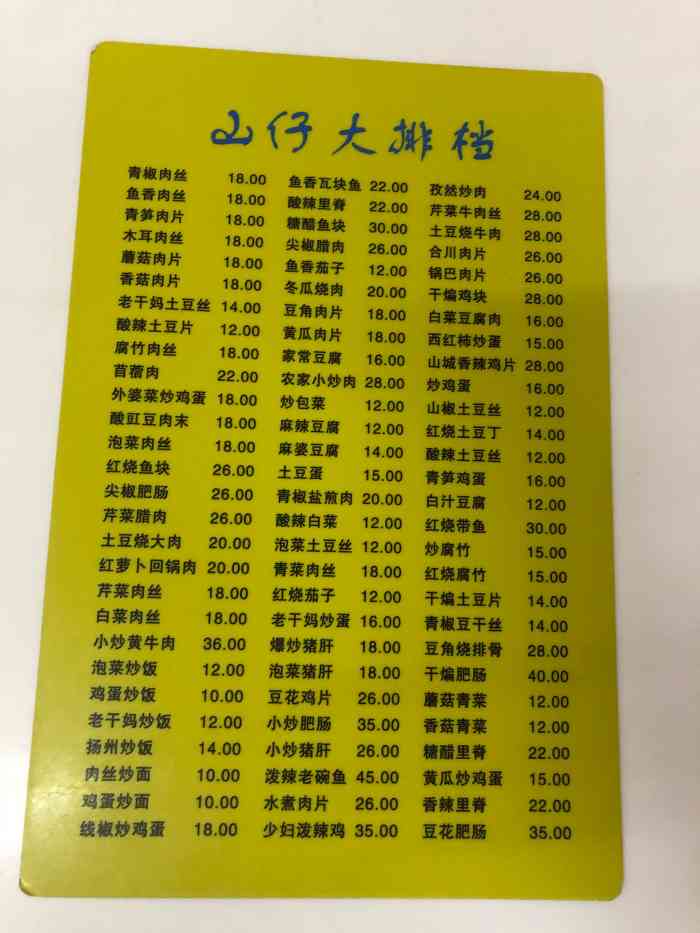 山仔大排档
青椒肉丝 18.00
鱼香肉丝 18.00
青笋肉片 18.00
木耳肉丝 18.00
蘑菇肉片 18.00
香菇肉片 18.00
老干妈土豆丝 14.00
酸辣土豆片 12.00
腐竹肉丝 18.00
苕蓿肉 22.00
外婆菜炒鸡蛋 18.00
酸豇豆肉末 18.00
泡菜肉丝 18.00
红烧鱼块 26.00
尖椒肥肠 26.00
芹菜腊肉 26.00
土豆烧大肉 20.00
红萝卜回锅肉 20.00
芹菜肉丝 18.00
白菜肉丝 18.00
小炒黄牛肉 36.00
泡菜炒饭 12.00
鸡蛋炒饭 10.00
老干妈炒饭 12.00
扬州炒饭 14.00
肉丝炒面 10.00
鸡蛋炒面 10.00
线椒炒鸡蛋 18.00
鱼香瓦块鱼 22.00
酸辣里脊 22.00
糖醋鱼块 30.00
尖椒腊肉 26.00
鱼香茄子 12.00
冬瓜烧肉 20.00
豆角肉片 18.00
黄瓜肉片 18.00
家常豆腐 16.00
农家小炒肉 28.00
炒包菜 12.00
麻辣豆腐 12.00
麻婆豆腐 14.00
土豆蛋 15.00
青椒盐煎肉 20.00
酸辣白菜 12.00
泡菜土豆丝 12.00
青菜肉丝 18.00
红烧茄子 12.00
老干妈炒蛋 16.00
爆炒猪肝 18.00
泡菜猪肝 18.00
豆花鸡片 26.00
小炒肥肠 35.00
小炒猪肝 26.00
泼辣老碗鱼 45.00
水煮肉片 26.00
少妇泼辣鸡 35.00
孜然炒肉 24.00
芹菜牛肉丝 28.00
土豆烧牛肉 28.00
合川肉片 26.00
锅巴肉片 26.00
干煸鸡块 28.00
白菜豆腐肉 16.00
西红柿炒蛋 15.00
山城香辣鸡片 28.00
炒鸡蛋 16.00
山椒土豆丝 12.00
红烧土豆丁 14.00
酸辣土豆丝 12.00
青笋鸡蛋 16.00
白汁豆腐 12.00
红烧带鱼 30.00
炒腐竹 15.00
红烧腐竹 15.00
干煸土豆片 14.00
青椒豆干丝 14.00
豆角烧排骨 28.00
干煸肥肠 40.00
蘑菇青菜 12.00
香菇青菜 12.00
糖醋里脊 22.00
黄瓜炒鸡蛋 15.00
香辣里脊 22.00
豆花肥肠 35.00